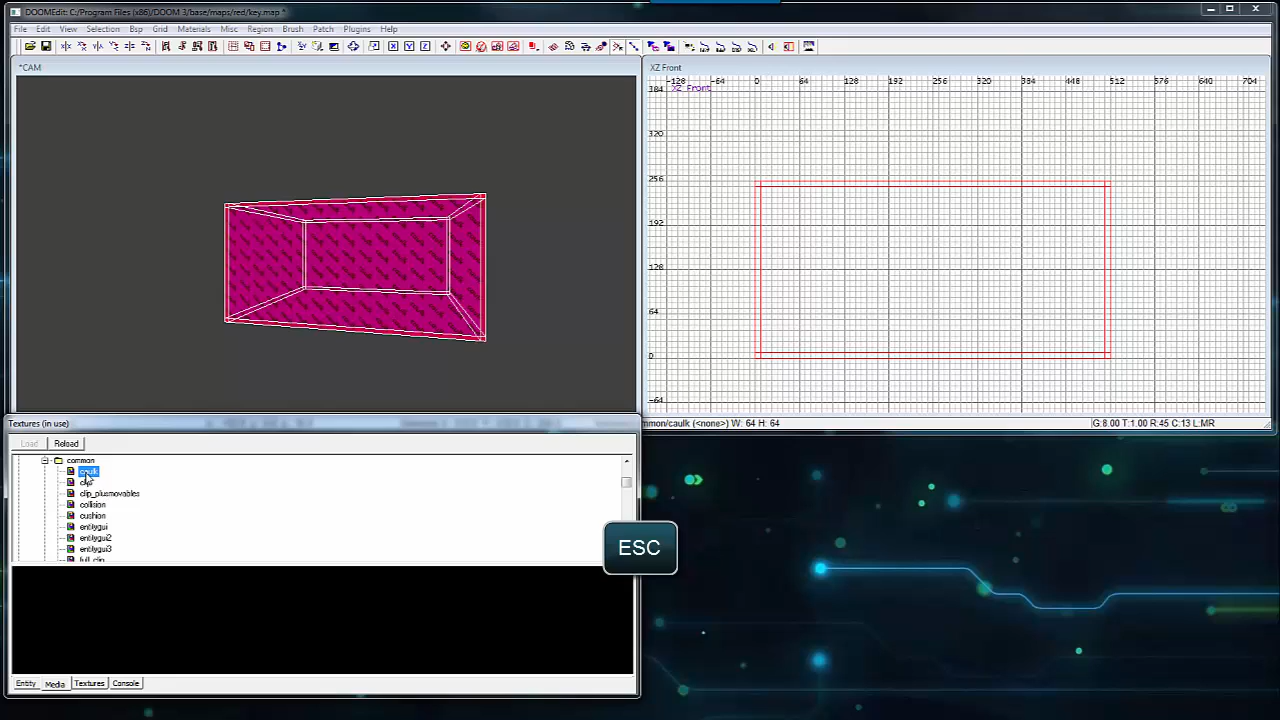 DOOMEdit: C:/Program Files (x86)/DOOM 3/base/maps/red/key.map *
File Edit View Selection Bsp Grid Materials Misc Region Brush Patch Plugins Help
*CAM
XZ Front
-128 -64 0 64 128 192 256 320 384 448 512 576 640 704
XZ Front
384
320
256
192
128
64
0
-64
mmon/caulk (<none>) W: 64 H: 64
G:8.00 T:1.00 R:45 C:13 L:MR
Textures (in use)
Load Reload
common
caulk
clip
clip_plusmovables
collision
cushion
entitygui
entitygui2
entitygui3
full_clip
ESC
Entity Media Textures Console